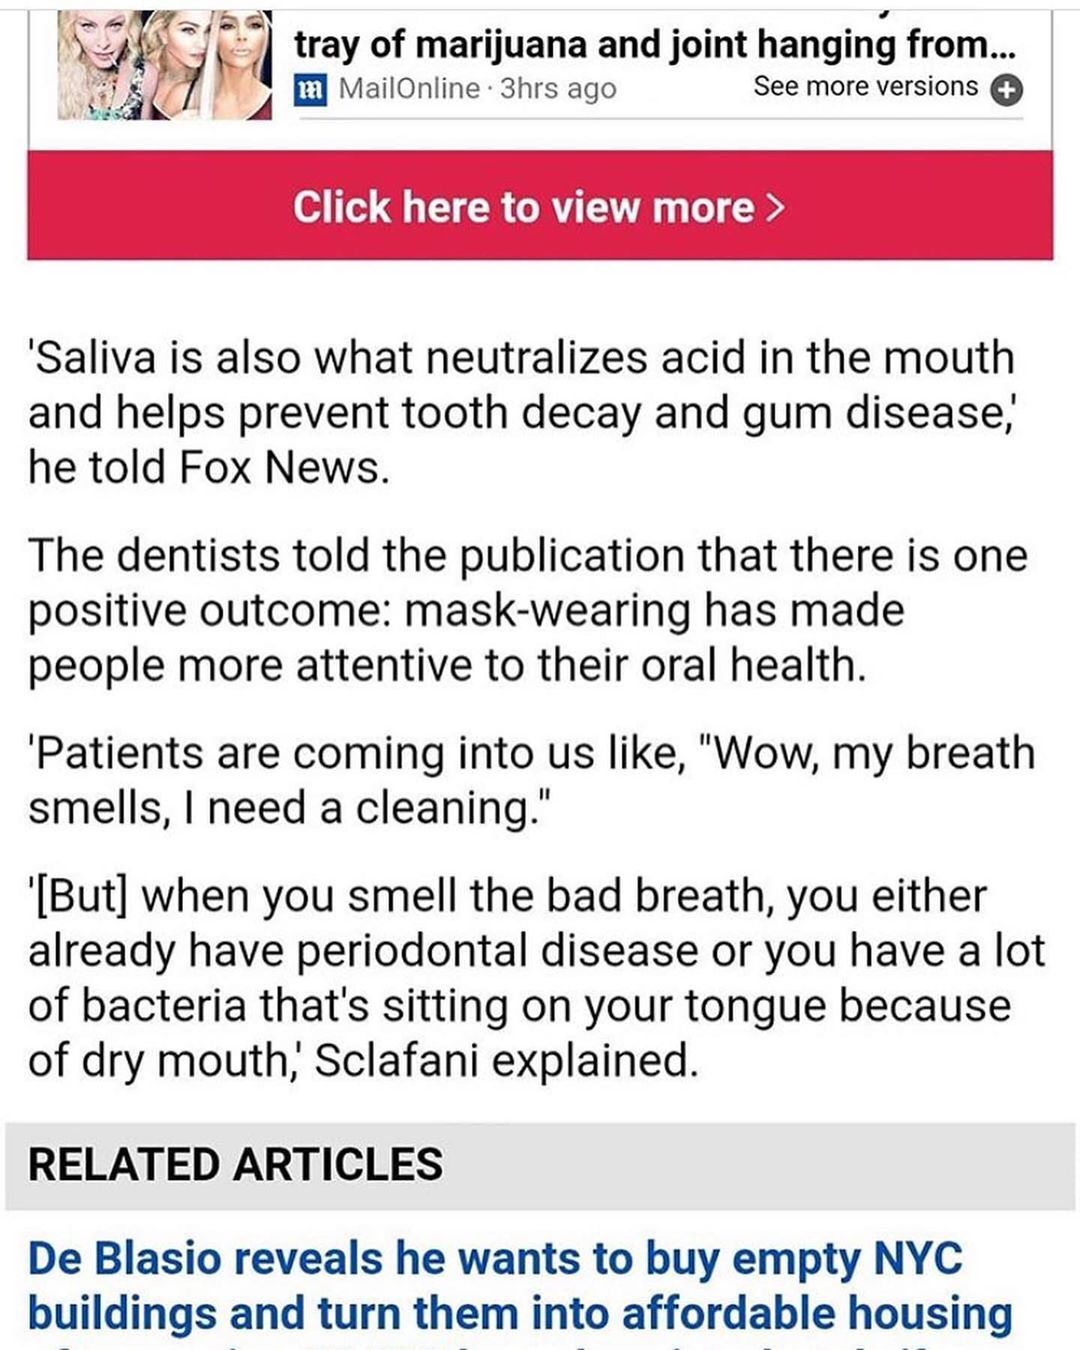 tray of marijuana and joint hanging from...
m MailOnline · 3hrs ago See more versions +
Click here to view more >
'Saliva is also what neutralizes acid in the mouth
and helps prevent tooth decay and gum disease,'
he told Fox News.
The dentists told the publication that there is one
positive outcome: mask-wearing has made
people more attentive to their oral health.
'Patients are coming into us like, "Wow, my breath
smells, I need a cleaning."
'[But] when you smell the bad breath, you either
already have periodontal disease or you have a lot
of bacteria that's sitting on your tongue because
of dry mouth,' Sclafani explained.
RELATED ARTICLES
De Blasio reveals he wants to buy empty NYC
buildings and turn them into affordable housing